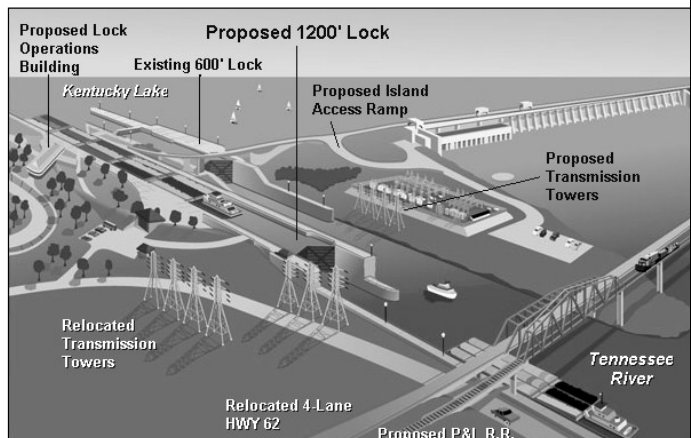 Proposed Lock
Operations
Building
Proposed 1200' Lock
Existing 600' Lock
Kentucky Lake
Proposed Island
Access Ramp
Proposed
Transmission
Towers
Relocated
Transmission
Towers
Tennessee
River
Relocated 4-Lane
HWY 62
Proposed P&L R.R.